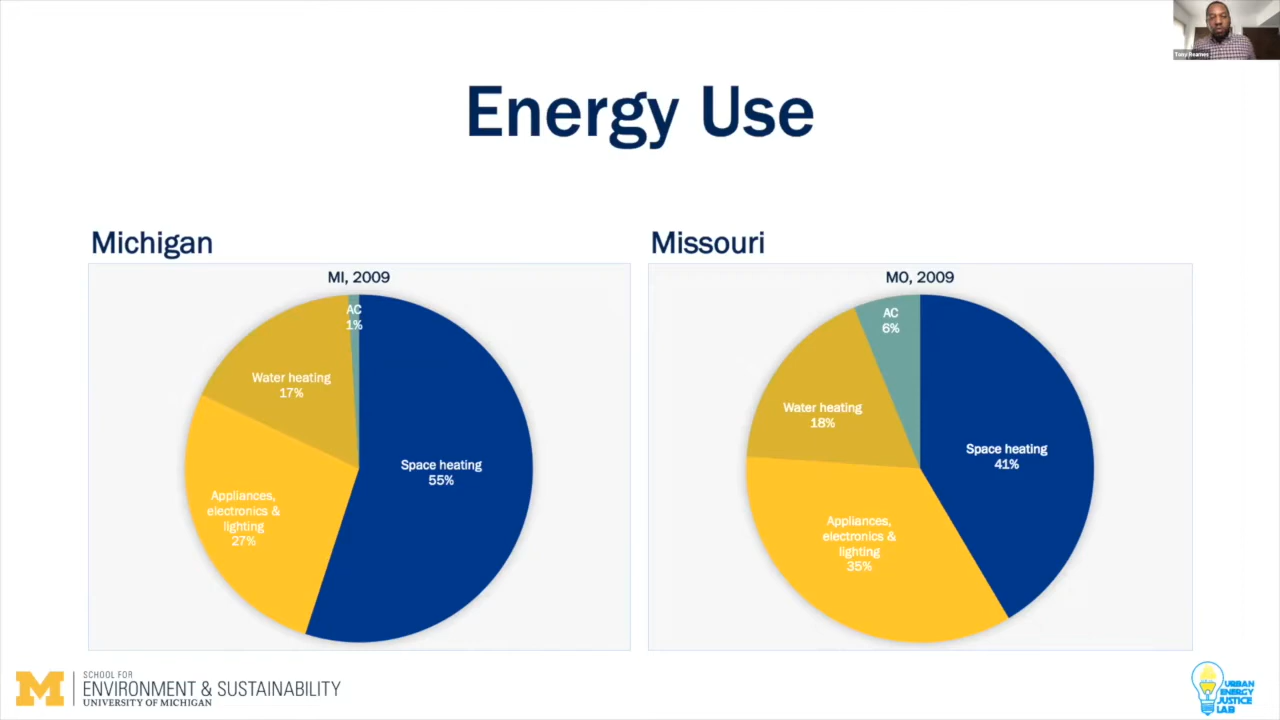 Tony Reames
Energy Use
Michigan
MI, 2009
AC
1%
Water heating
17%
Space heating
55%
Appliances,
electronics &
lighting
27%
Missouri
MO, 2009
AC
6%
Water heating
18%
Space heating
41%
Appliances,
electronics &
lighting
35%
M
SCHOOL FOR
ENVIRONMENT & SUSTAINABILITY
UNIVERSITY OF MICHIGAN
URBAN
ENERGY
JUSTICE
LAB